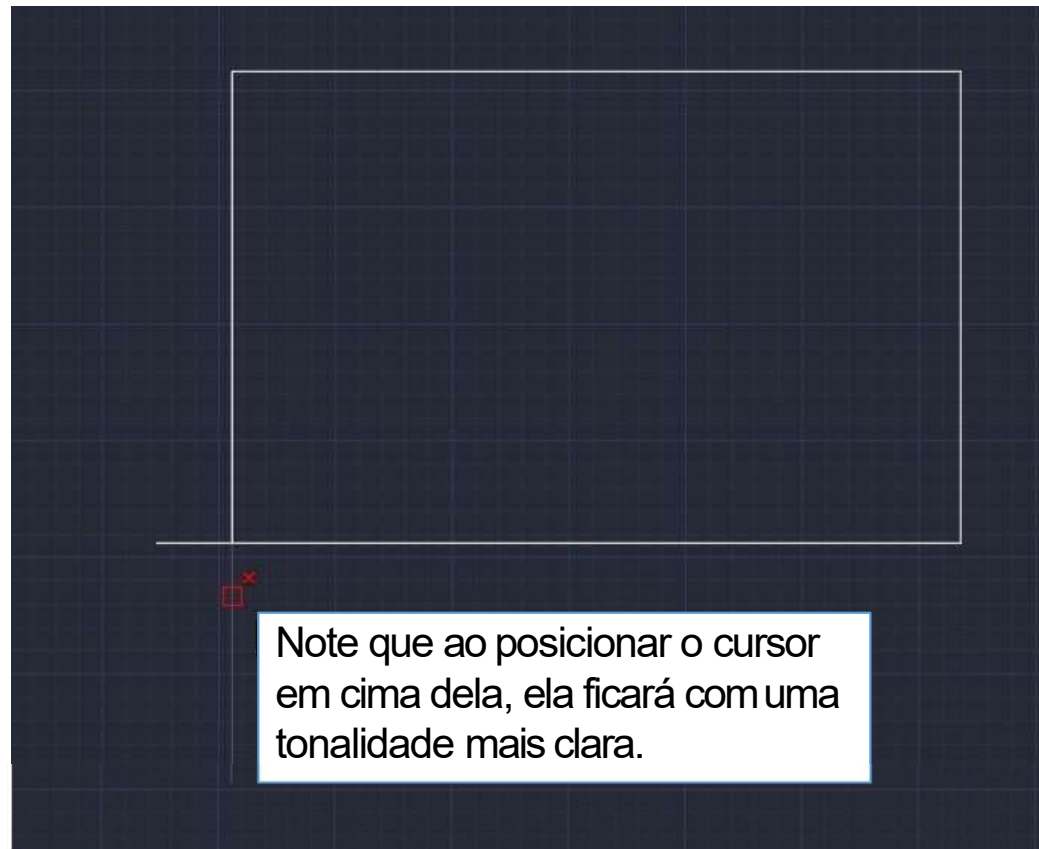 Note que ao posicionar o cursor
em cima dela, ela ficará com uma
tonalidade mais clara.